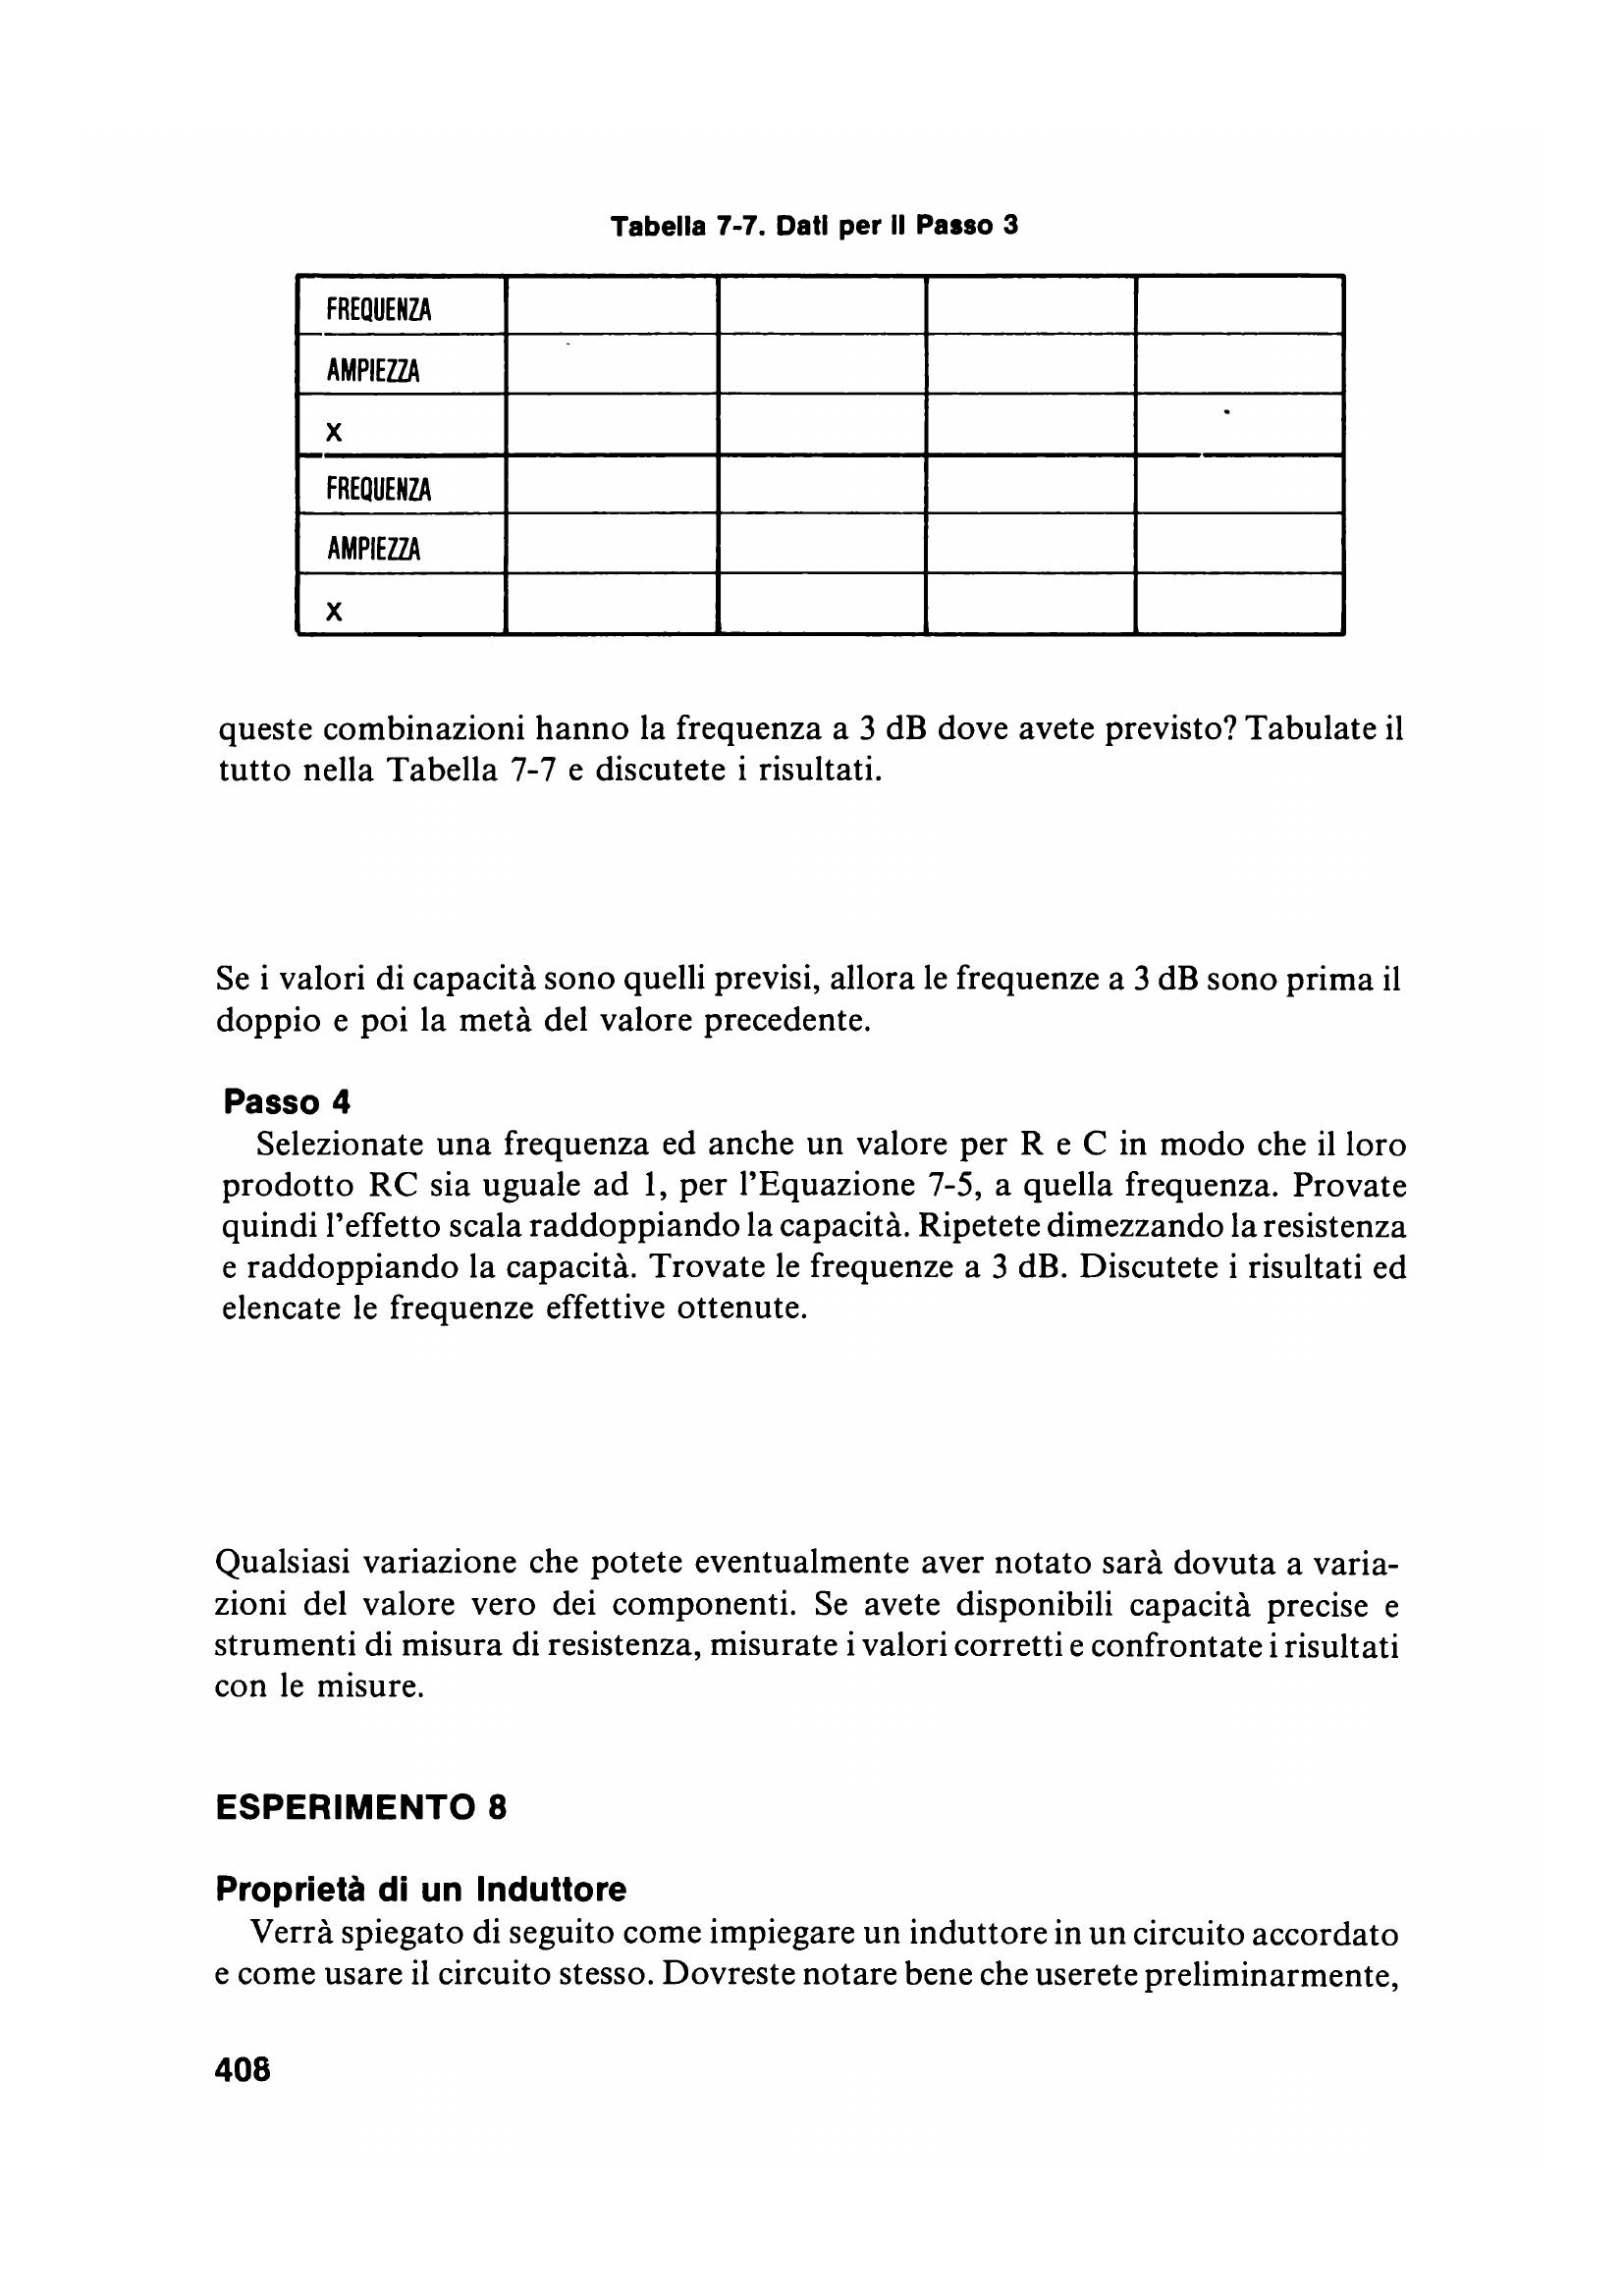 Tabella 7-7. Dati per il Passo 3
FREQUENZA
AMPIEZZA
X
FREQUENZA
AMPIEZZA
X
queste combinazioni hanno la frequenza a 3 dB dove avete previsto? Tabulate il
tutto nella Tabella 7-7 e discutete i risultati.
Se i valori di capacità sono quelli previsi, allora le frequenze a 3 dB sono prima il
doppio e poi la metà del valore precedente.
Passo 4
Selezionate una frequenza ed anche un valore per R e C in modo che il loro
prodotto RC sia uguale ad 1, per l'Equazione 7-5, a quella frequenza. Provate
quindi l'effetto scala raddoppiando la capacità. Ripetete dimezzando la resistenza
e raddoppiando la capacità. Trovate le frequenze a 3 dB. Discutete i risultati ed
elencate le frequenze effettive ottenute.
Qualsiasi variazione che potete eventualmente aver notato sarà dovuta a varia-
zioni del valore vero dei componenti. Se avete disponibili capacità precise e
strumenti di misura di resistenza, misurate i valori corretti e confrontate i risultati
con le misure.
ESPERIMENTO 8
Proprietà di un Induttore
Verrà spiegato di seguito come impiegare un induttore in un circuito accordato
e come usare il circuito stesso. Dovreste notare bene che userete preliminarmente,
408